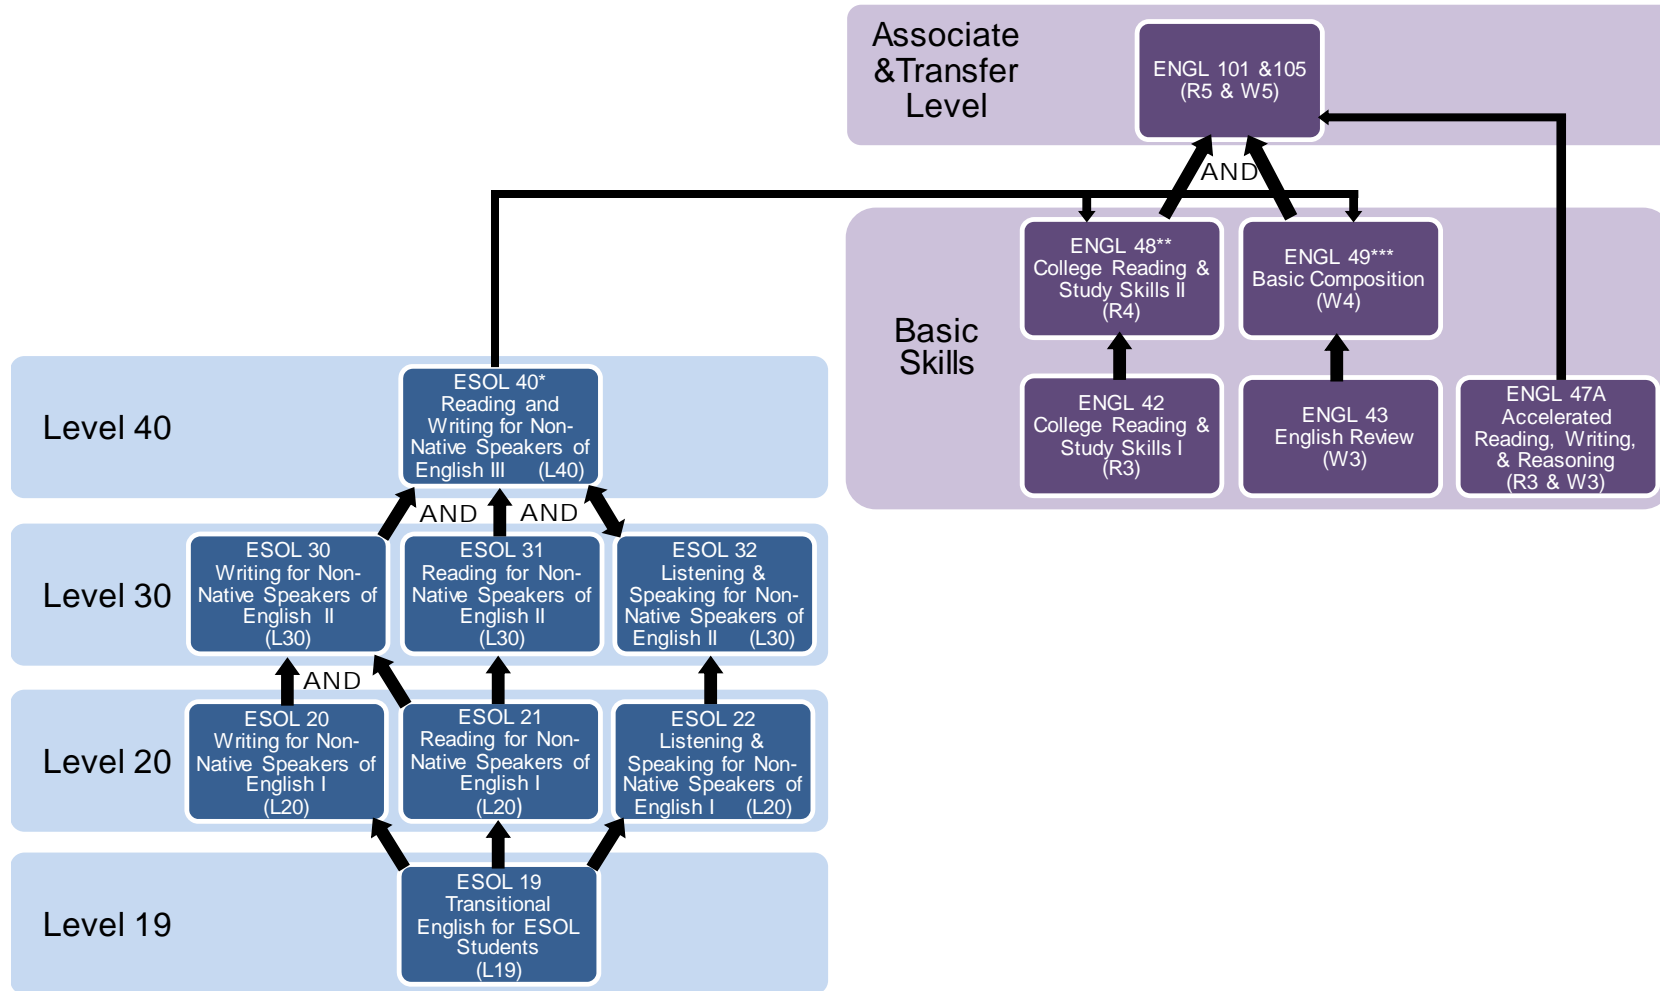 Associate
&Transfer
Level
ENGL 101 &105
(R5 & W5)
AND
Basic
Skills
ENGL 48**
College Reading &
Study Skills II
(R4)
ENGL 49***
Basic Composition
(W4)
ENGL 42
College Reading &
Study Skills I
(R3)
ENGL 43
English Review
(W3)
ENGL 47A
Accelerated
Reading, Writing,
& Reasoning
(R3 & W3)
Level 40
ESOL 40*
Reading and
Writing for Non-
Native Speakers of
English III (L40)
AND
AND
Level 30
ESOL 30
Writing for Non-
Native Speakers of
English II
(L30)
ESOL 31
Reading for Non-
Native Speakers of
English II
(L30)
ESOL 32
Listening &
Speaking for Non-
Native Speakers of
English II (L30)
AND
Level 20
ESOL 20
Writing for Non-
Native Speakers of
English I
(L20)
ESOL 21
Reading for Non-
Native Speakers of
English I
(L20)
ESOL 22
Listening &
Speaking for Non-
Native Speakers of
English I (L20)
Level 19
ESOL 19
Transitional
English for ESOL
Students
(L19)